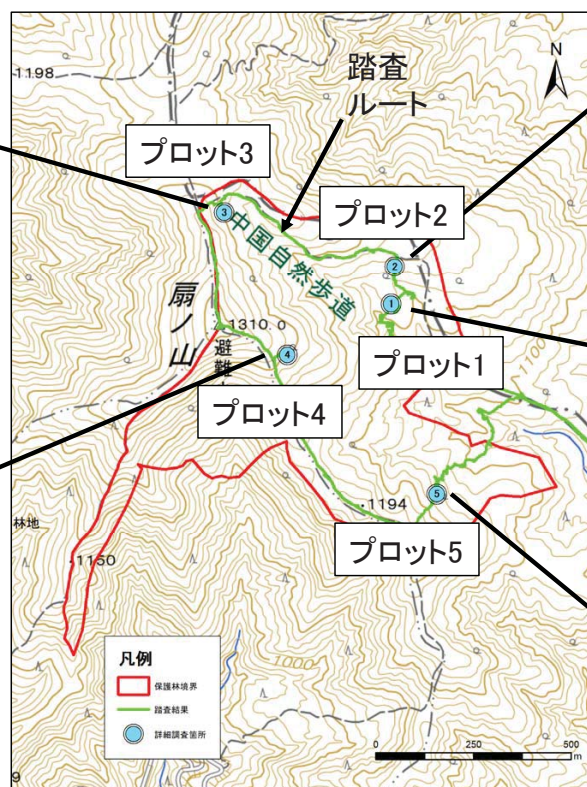 1198
踏査
ルート
N
プロット3
プロット2
3
中国自然歩道
2
1
扇ノ山
1310.0
避難
4
プロット1
1100
プロット4
5
1194
プロット5
林地
1150
1000
凡例
保護林境界
踏査結果
詳細調査箇所
0 250 500
m
9